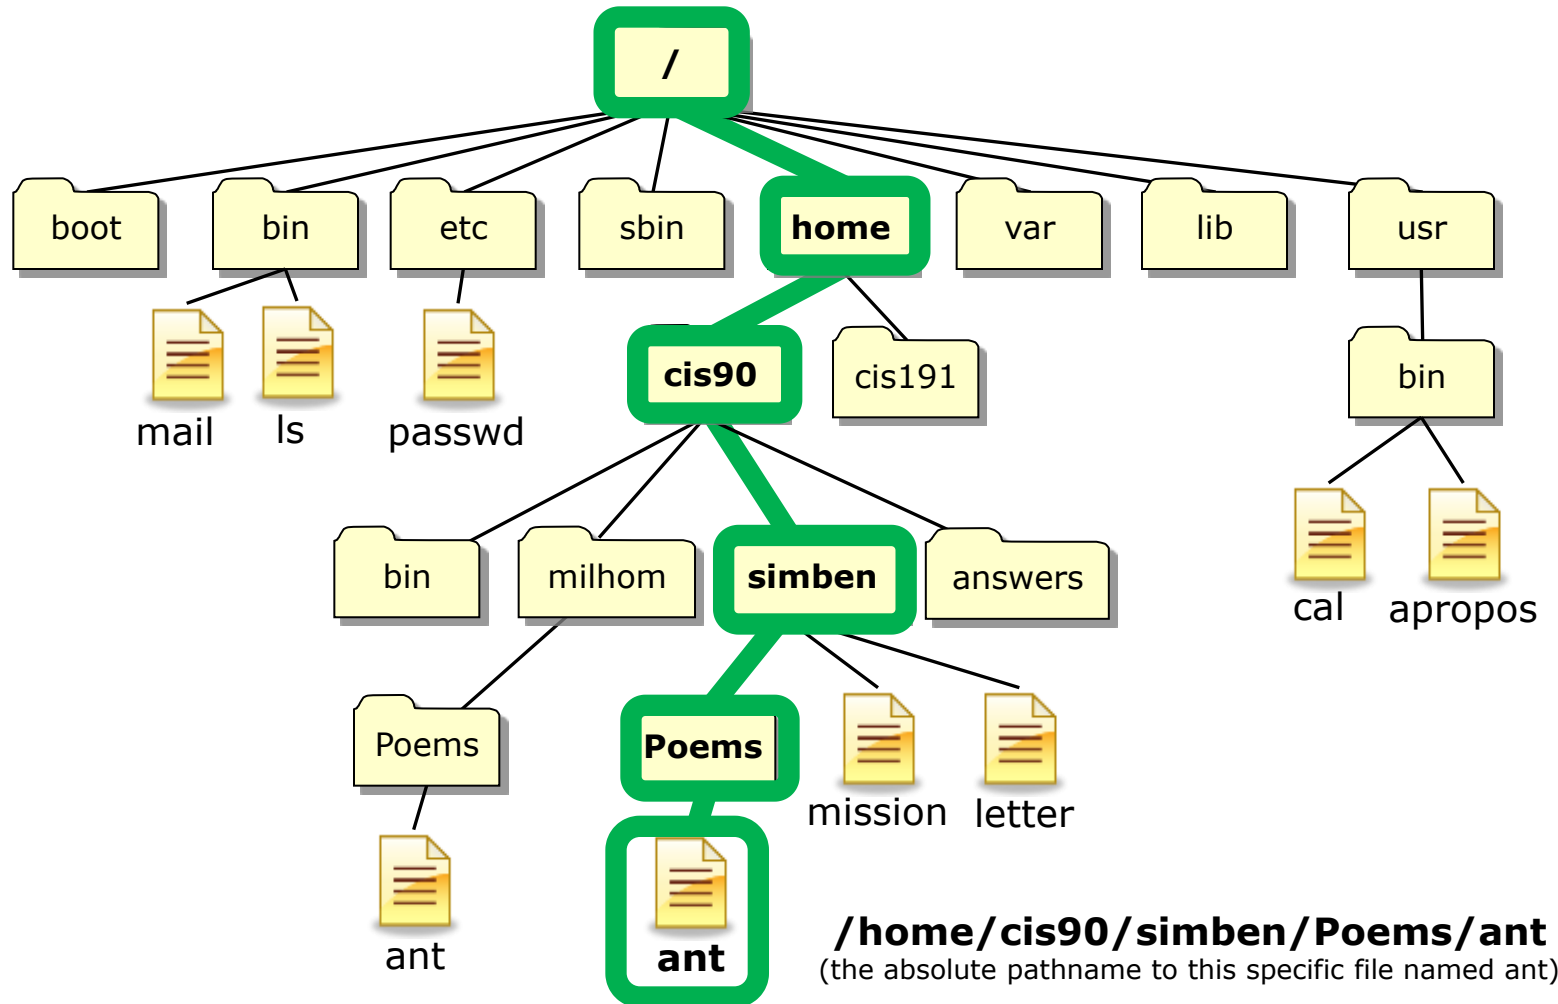 /
boot bin etc sbin home var lib usr
mail ls passwd cis90 cis191 bin
bin milhom simben answers cal apropos
Poems Poems mission letter
ant ant
/home/cis90/simben/Poems/ant
(the absolute pathname to this specific file named ant)